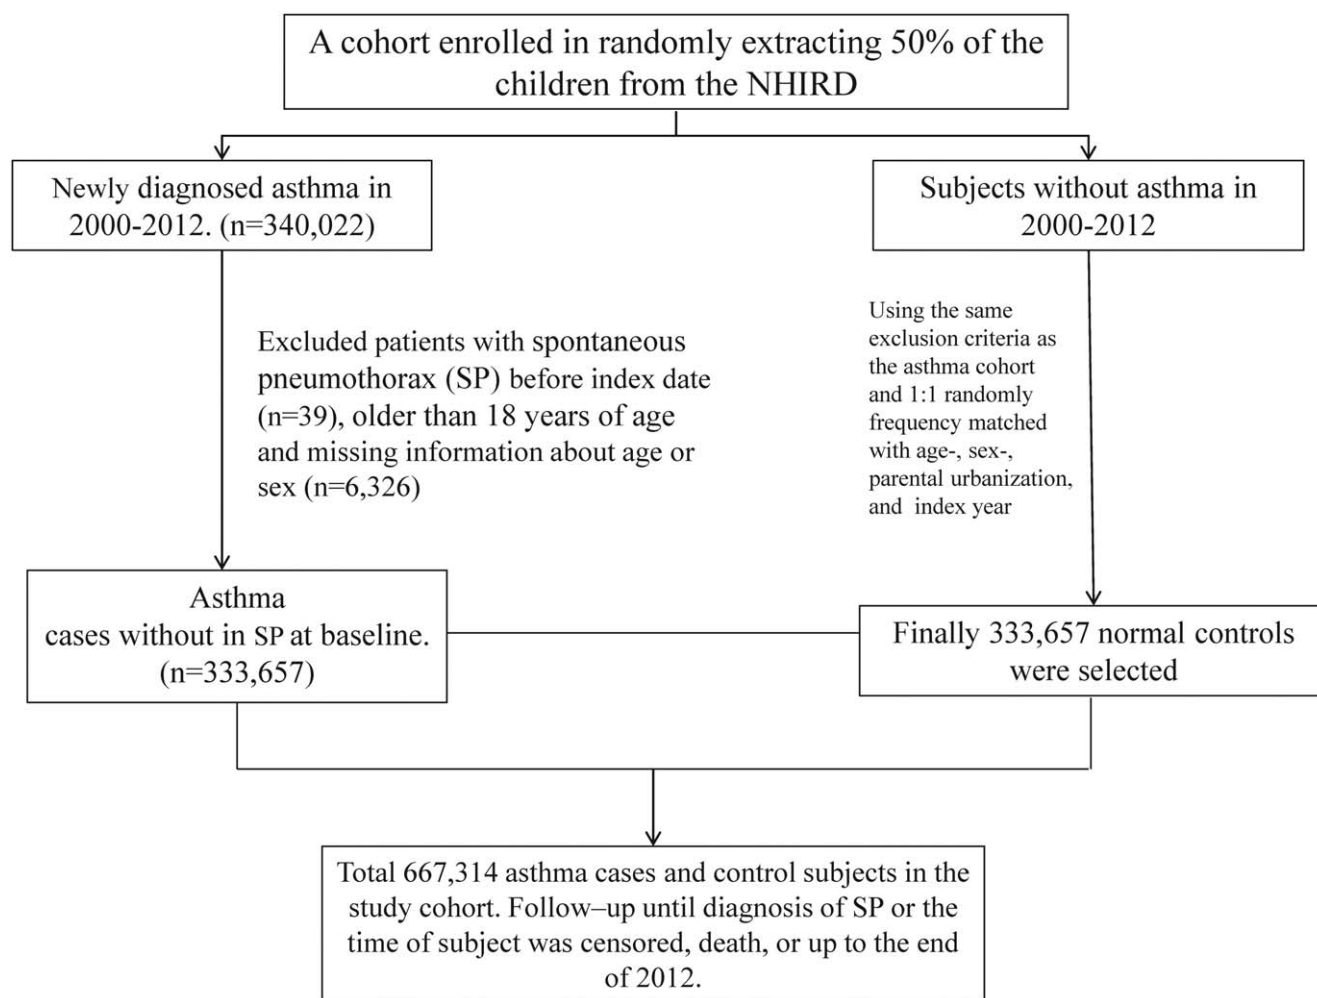 A cohort enrolled in randomly extracting 50% of the
children from the NHIRD
Newly diagnosed asthma in
2000-2012. (n=340,022)
Subjects without asthma in
2000-2012
Excluded patients with spontaneous
pneumothorax (SP) before index date
(n=39), older than 18 years of age
and missing information about age or
sex (n=6,326)
Using the same
exclusion criteria as
the asthma cohort
and 1:1 randomly
frequency matched
with age-, sex-,
parental urbanization,
and index year
Asthma
cases without in SP at baseline.
(n=333,657)
Finally 333,657 normal controls
were selected
Total 667,314 asthma cases and control subjects in the
study cohort. Follow–up until diagnosis of SP or the
time of subject was censored, death, or up to the end
of 2012.